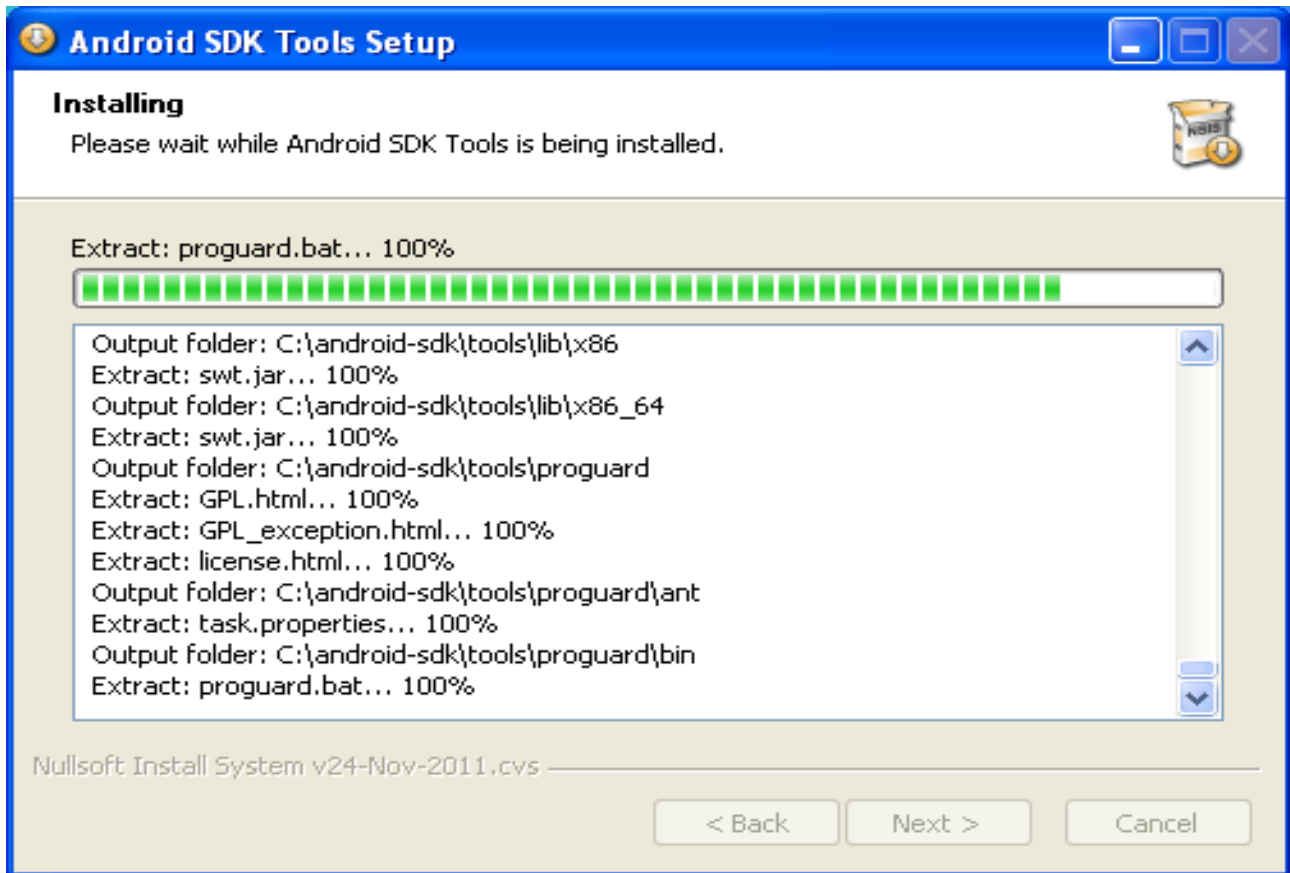 Android SDK Tools Setup
Installing
Please wait while Android SDK Tools is being installed.
NSIS
Extract: proguard.bat... 100%
Output folder: C:\android-sdk\tools\lib\x86
Extract: swt.jar... 100%
Output folder: C:\android-sdk\tools\lib\x86_64
Extract: swt.jar... 100%
Output folder: C:\android-sdk\tools\proguard
Extract: GPL.html... 100%
Extract: GPL_exception.html... 100%
Extract: license.html... 100%
Output folder: C:\android-sdk\tools\proguard\ant
Extract: task.properties... 100%
Output folder: C:\android-sdk\tools\proguard\bin
Extract: proguard.bat... 100%
Nullsoft Install System v24-Nov-2011.cvs
< Back Next > Cancel